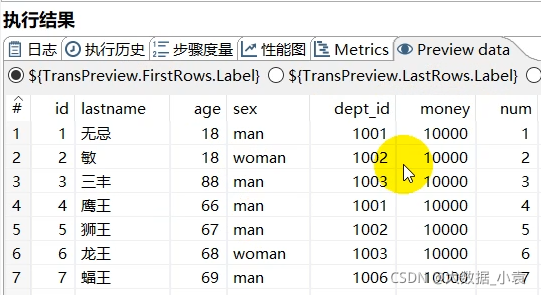 执行结果
日志 执行历史 步骤度量 性能图 Metrics Preview data
${TransPreview.FirstRows.Label} ${TransPreview.LastRows.Label}
# id lastname age sex dept_id money num
1 1 无忌 18 man 1001 10000 1
2 2 敏 18 woman 1002 10000 2
3 3 三丰 88 man 1003 10000 3
4 4 鹰王 66 man 1001 10000 4
5 5 狮王 67 man 1002 10000 5
6 6 龙王 68 woman 1003 10000 6
7 7 蝠王 69 man 1006 10000 7
CSDN @大数据_小袁